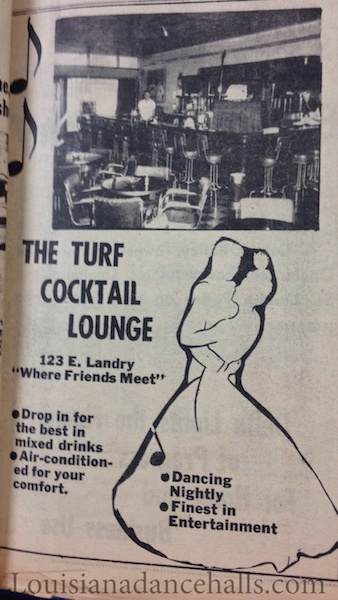 THE TURF
COCKTAIL
LOUNGE
123 E. Landry
"Where Friends Meet"
● Drop in for
the best in
mixed drinks
● Air-condition-
ed for your
comfort.
● Dancing
Nightly
● Finest in
Entertainment
Louisianadancehalls.com